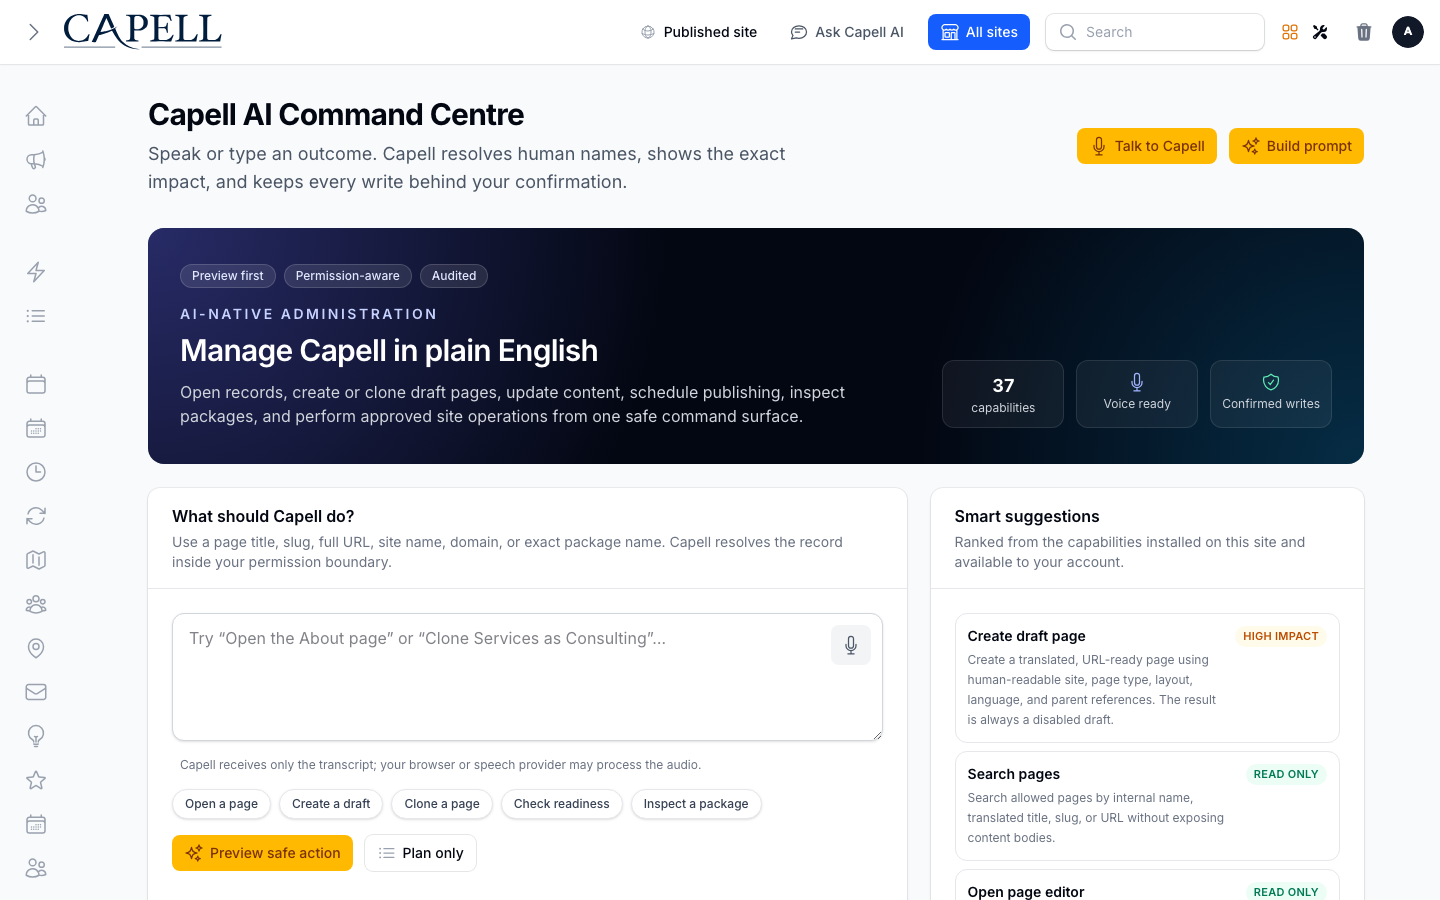 CAPELL
Published site
Ask Capell AI
All sites
Search
A
Capell AI Command Centre
Speak or type an outcome. Capell resolves human names, shows the exact
impact, and keeps every write behind your confirmation.
Talk to Capell
Build prompt
Preview first
Permission-aware
Audited
AI-NATIVE ADMINISTRATION
Manage Capell in plain English
Open records, create or clone draft pages, update content, schedule publishing, inspect
packages, and perform approved site operations from one safe command surface.
37
capabilities
Voice ready
Confirmed writes
What should Capell do?
Use a page title, slug, full URL, site name, domain, or exact package name. Capell resolves the record
inside your permission boundary.
Try “Open the About page” or “Clone Services as Consulting”...
Capell receives only the transcript; your browser or speech provider may process the audio.
Open a page
Create a draft
Clone a page
Check readiness
Inspect a package
Preview safe action
Plan only
Smart suggestions
Ranked from the capabilities installed on this site and
available to your account.
Create draft page
HIGH IMPACT
Create a translated, URL-ready page using
human-readable site, page type, layout,
language, and parent references. The result
is always a disabled draft.
Search pages
READ ONLY
Search allowed pages by internal name,
translated title, slug, or URL without exposing
content bodies.
Open page editor
READ ONLY